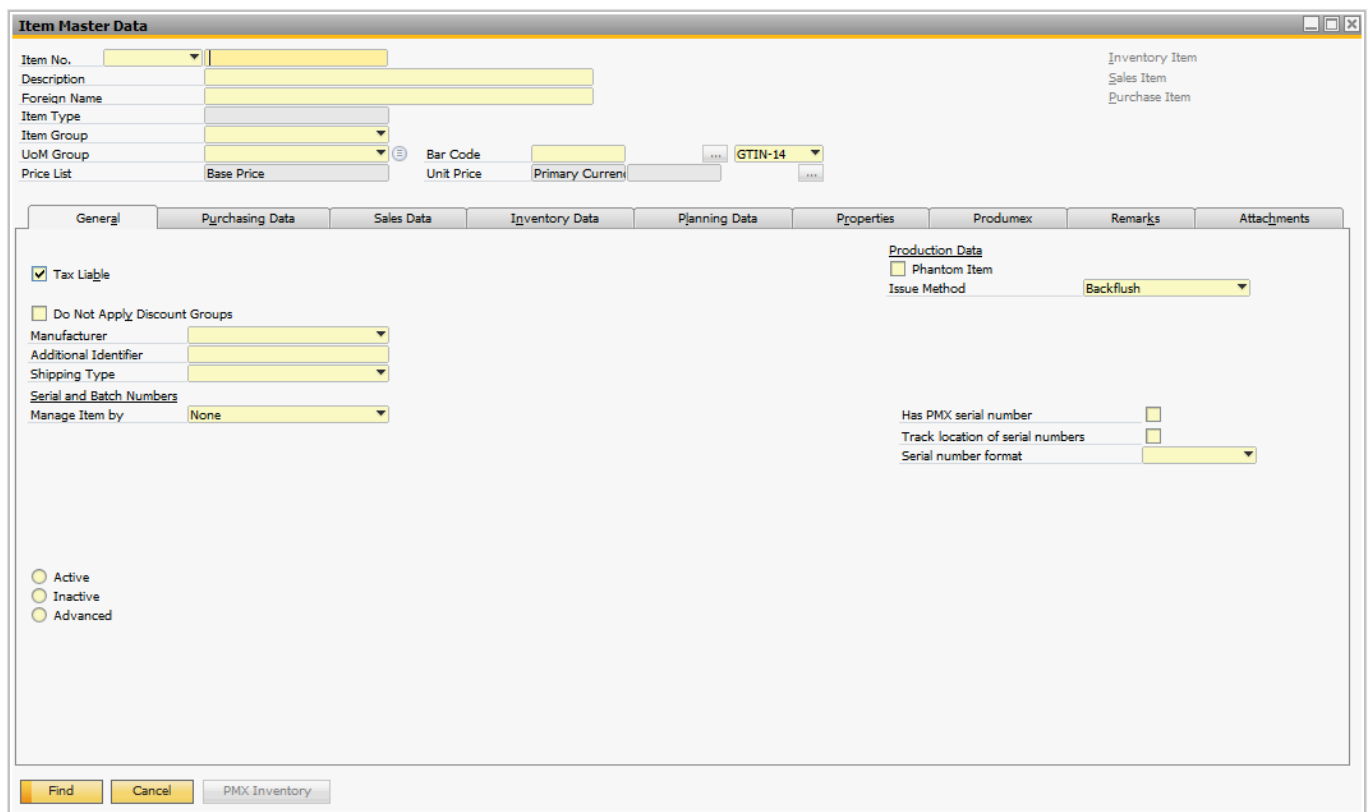 Item Master Data
Item No.
Inventory Item
Description
Sales Item
Foreign Name
Purchase Item
Item Type
Item Group
UoM Group Bar Code ... GTIN-14
Price List Base Price Unit Price Primary Curren ...
General Purchasing Data Sales Data Inventory Data Planning Data Properties Produmex Remarks Attachments
Production Data
Tax Liable Phantom Item
Issue Method Backflush
Do Not Apply Discount Groups
Manufacturer
Additional Identifier
Shipping Type
Serial and Batch Numbers
Manage Item by None Has PMX serial number
Track location of serial numbers
Serial number format
Active
Inactive
Advanced
Find Cancel PMX Inventory